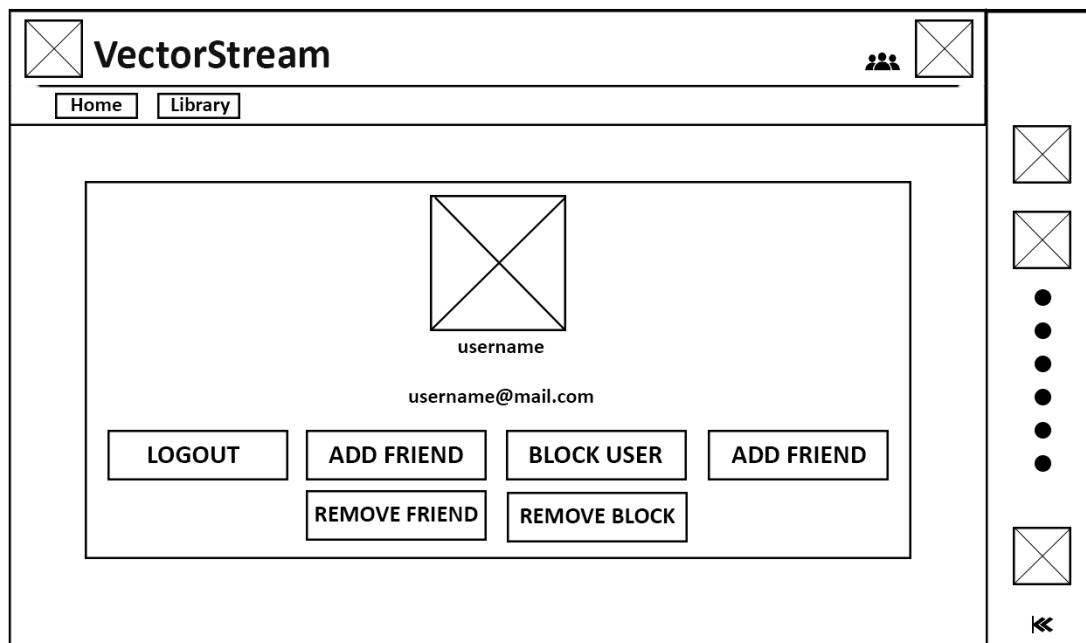 VectorStream
Home Library
username
username@mail.com
LOGOUT ADD FRIEND BLOCK USER ADD FRIEND
REMOVE FRIEND REMOVE BLOCK